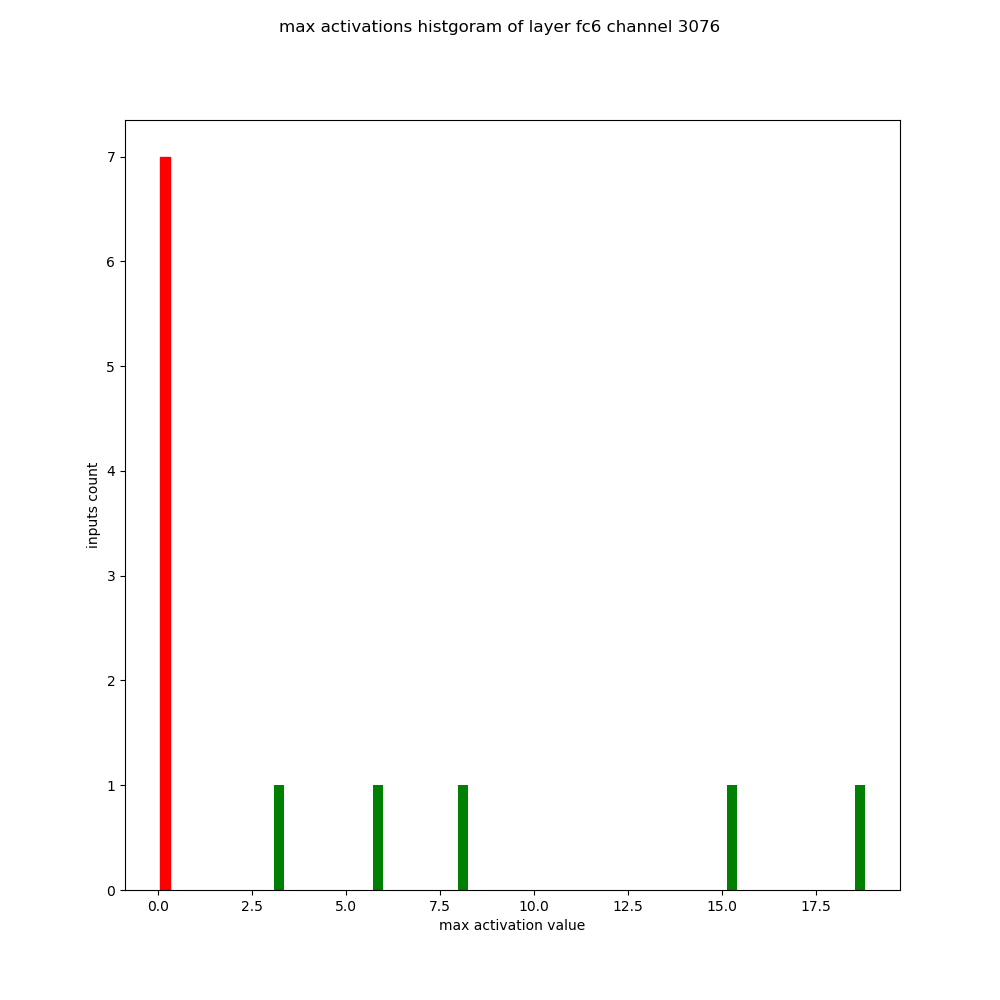 max activations histgoram of layer fc6 channel 3076
7
6
5
4
3
2
1
0
inputs count
0.0 2.5 5.0 7.5 10.0 12.5 15.0 17.5
max activation value